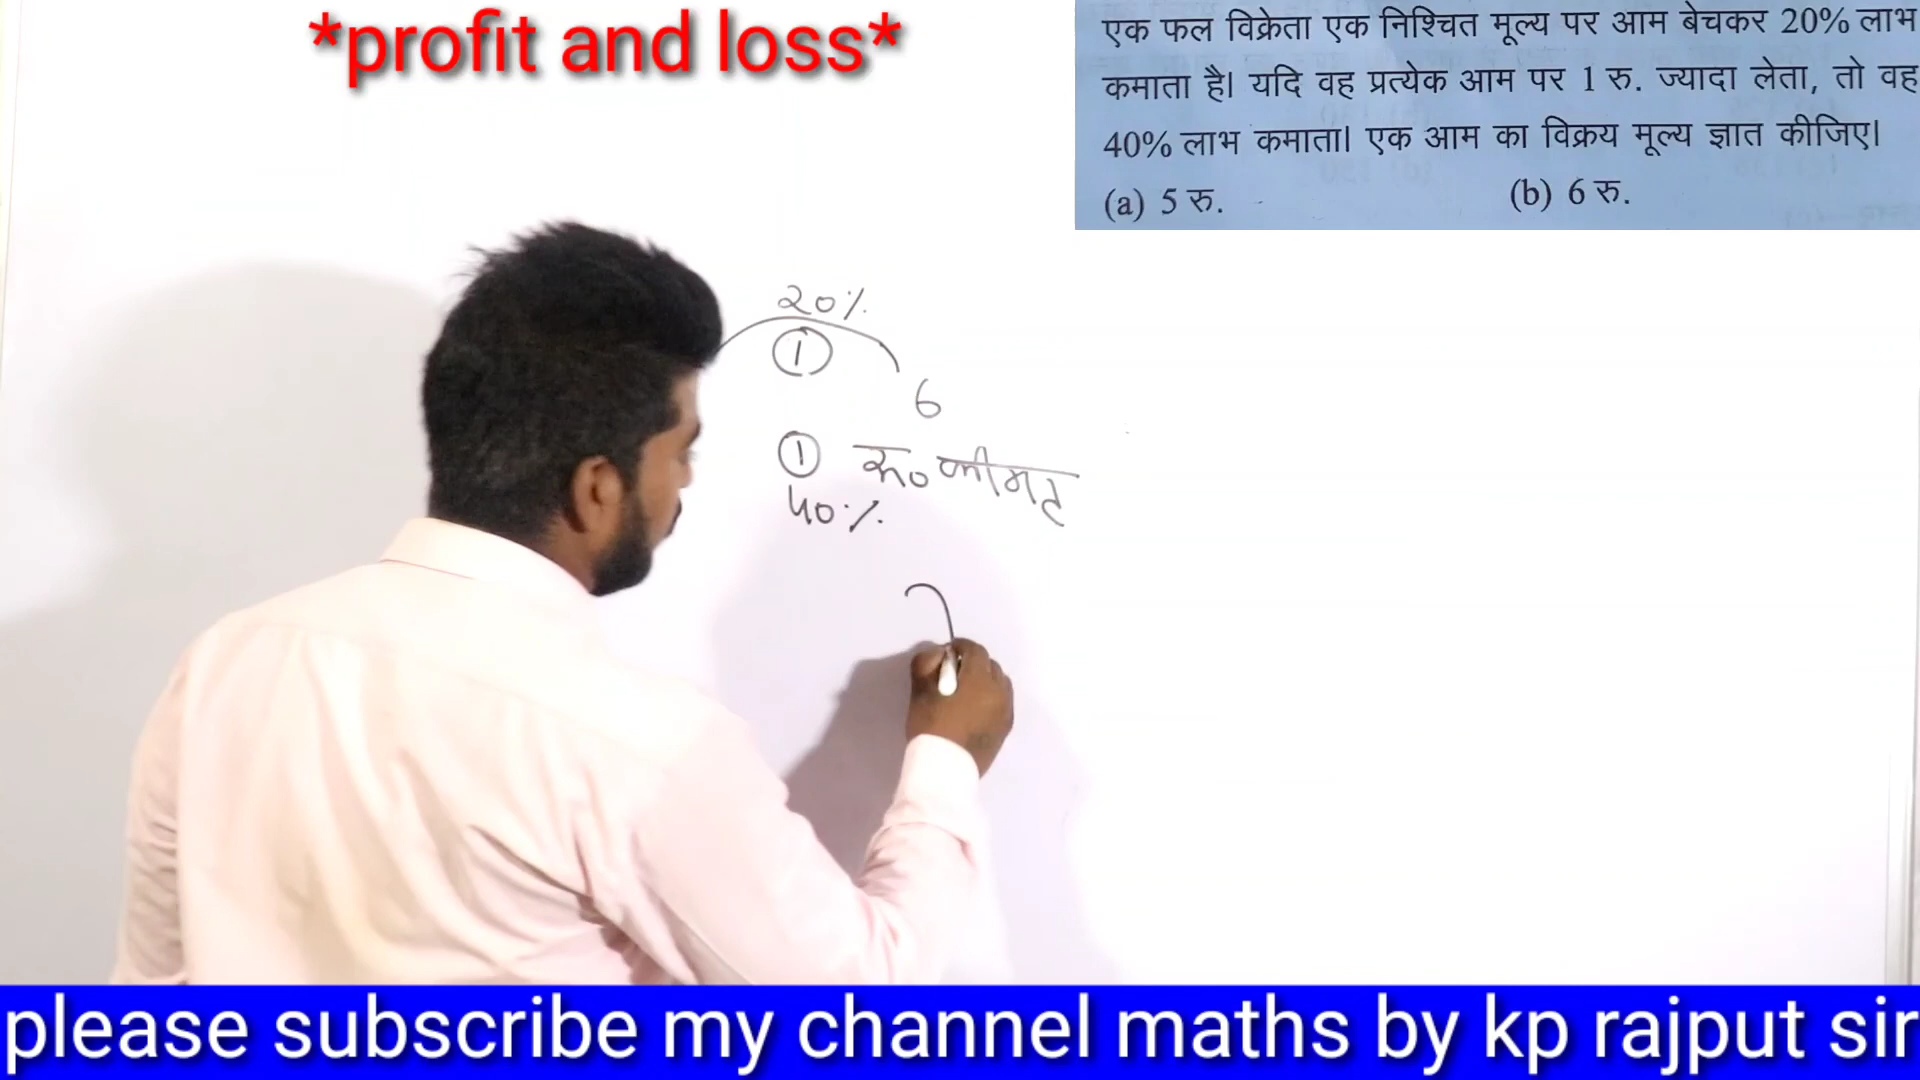 *profit and loss*
एक फल विक्रेता एक निश्चित मूल्य पर आम बेचकर 20% लाभ
कमाता है। यदि वह प्रत्येक आम पर 1 रु. ज्यादा लेता, तो वह
40% लाभ कमाता। एक आम का विक्रय मूल्य ज्ञात कीजिए।
(a) 5 रु. (b) 6 रु.
20%
1
6
1 रू० कीमत
40%
please subscribe my channel maths by kp rajput sir